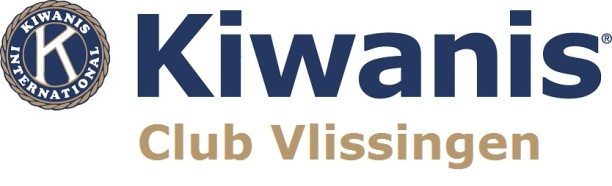 KIWANIS
K
INTERNATIONAL
Kiwanis®
Club Vlissingen